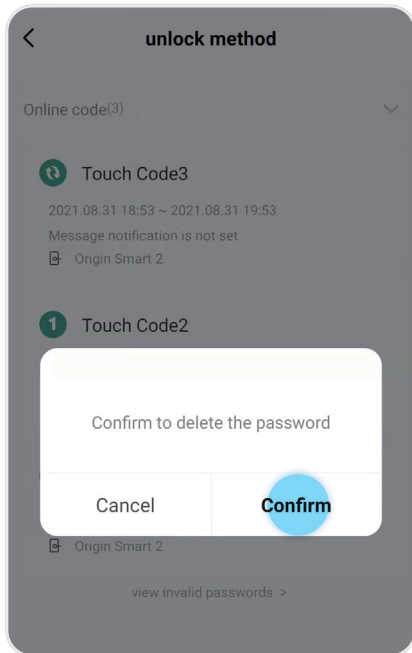 unlock method
Online code(3)
Touch Code3
2021.08.31 18:53 ~ 2021.08.31 19:53
Message notification is not set
Origin Smart 2
1 Touch Code2
Confirm to delete the password
Cancel Confirm
Origin Smart 2
view invalid passwords >